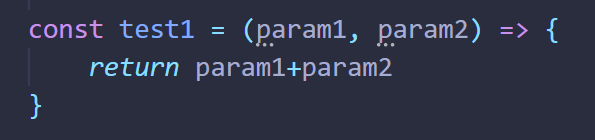 const test1 = (param1, param2) => {
    return param1+param2
}